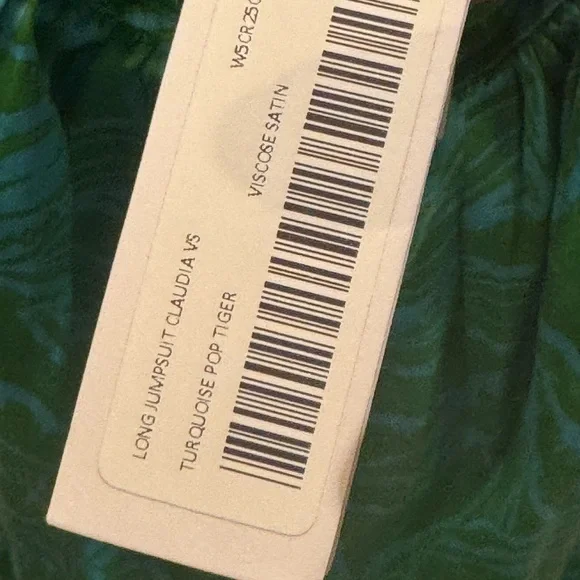 LONG JUMPSUIT CLAUDIA VS
TURQUOISE POP TIGER
VISCOSE SATIN